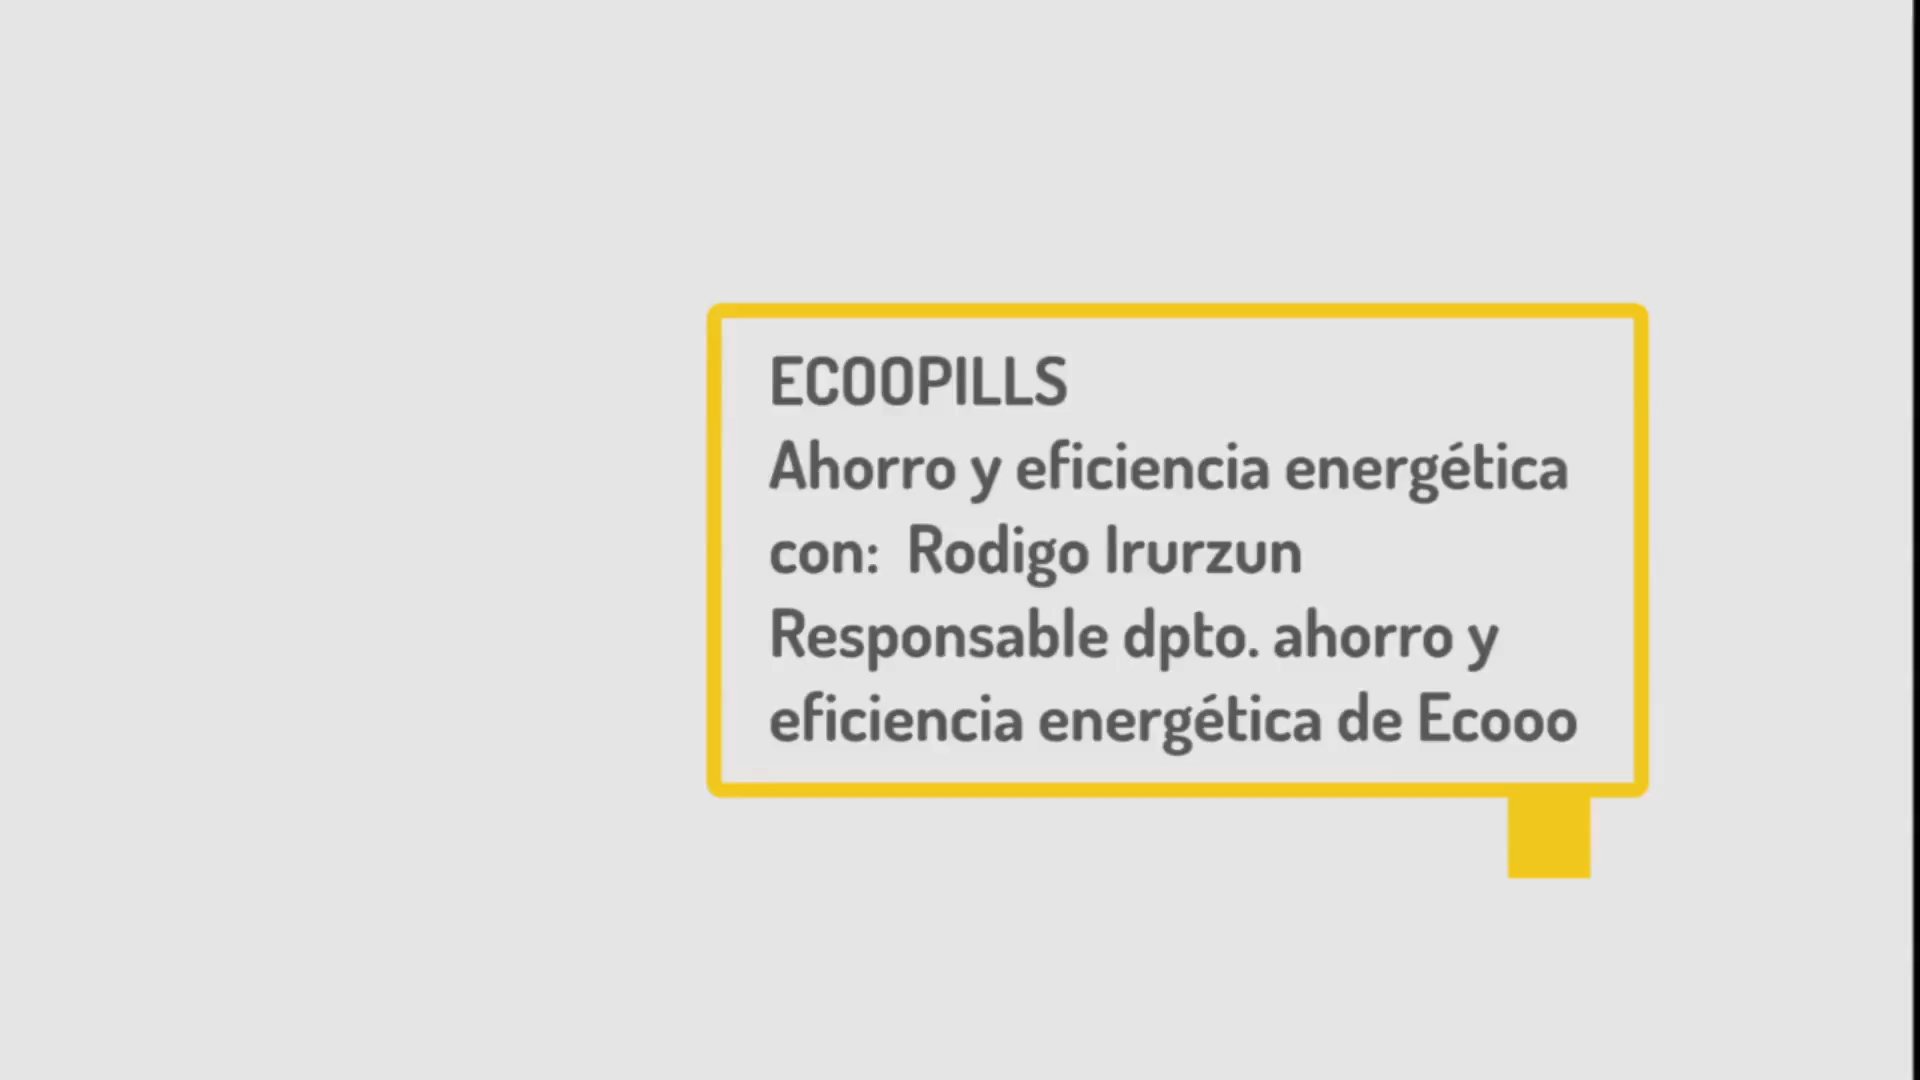 ECOOPILLS
Ahorro y eficiencia energética
con: Rodigo Irurzun
Responsable dpto. ahorro y
eficiencia energética de Ecooo